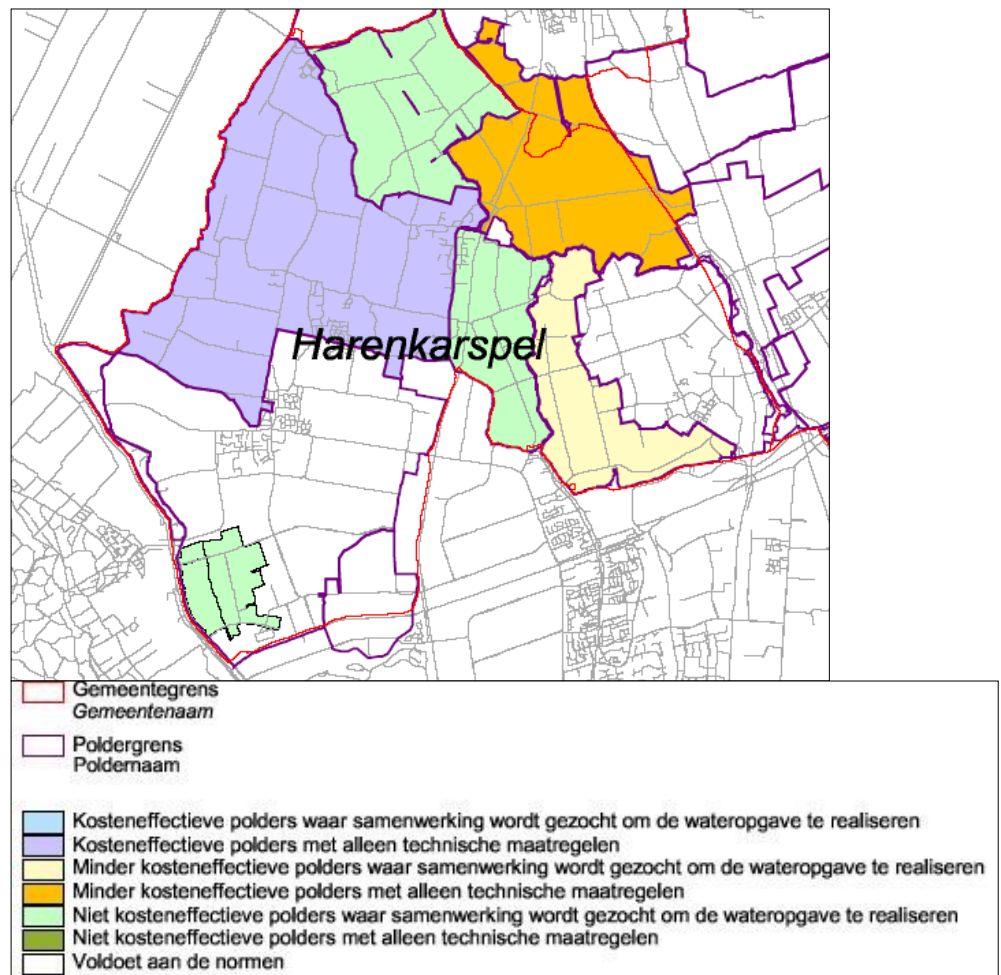 Harenkarspel
Gemeentegrens
Gemeentenaam
Poldergrens
Poldernaam
Kosteneffectieve polders waar samenwerking wordt gezocht om de wateropgave te realiseren
Kosteneffectieve polders met alleen technische maatregelen
Minder kosteneffectieve polders waar samenwerking wordt gezocht om de wateropgave te realiseren
Minder kosteneffectieve polders met alleen technische maatregelen
Niet kosteneffectieve polders waar samenwerking wordt gezocht om de wateropgave te realiseren
Niet kosteneffectieve polders met alleen technische maatregelen
Voldoet aan de normen